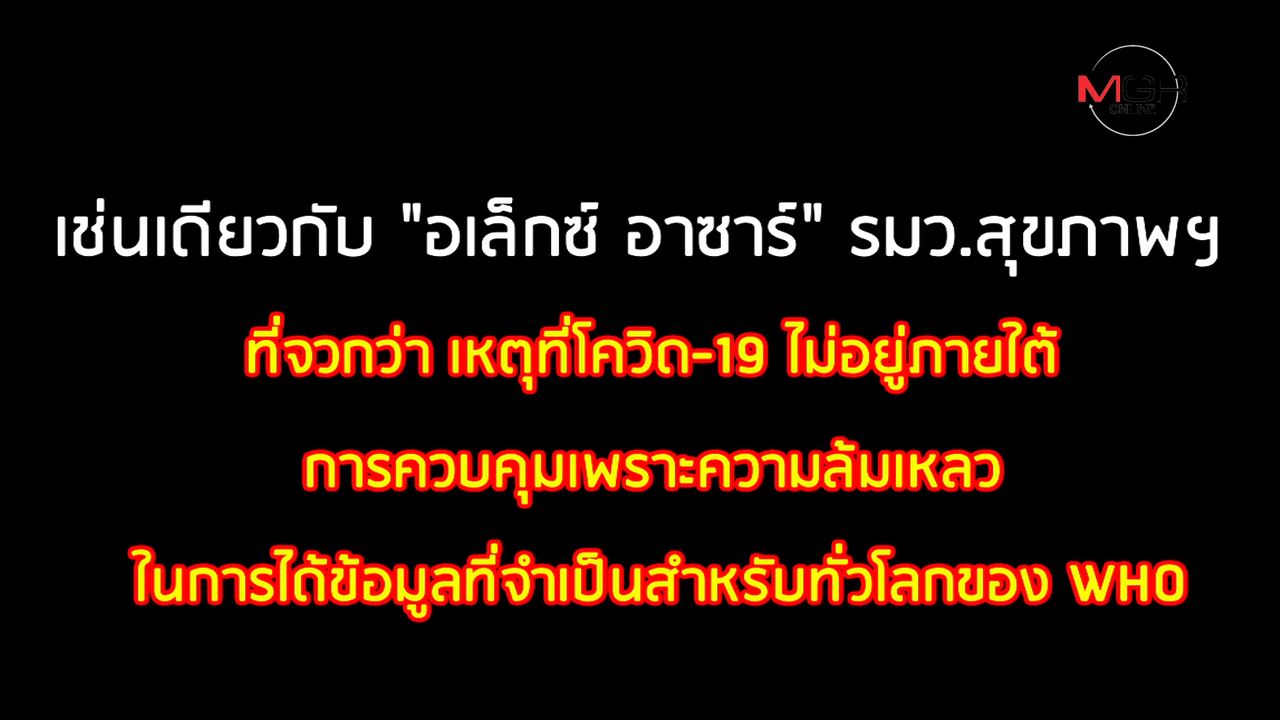 MGR
ONLINE
เช่นเดียวกับ "อเล็กซ์ อาซาร์" รมว.สุขภาพฯ
ที่จวกว่า เหตุที่โควิด-19 ไม่อยู่ภายใต้
การควบคุมเพราะความล้มเหลว
ในการได้ข้อมูลที่จำเป็นสำหรับทั่วโลกของ WHO